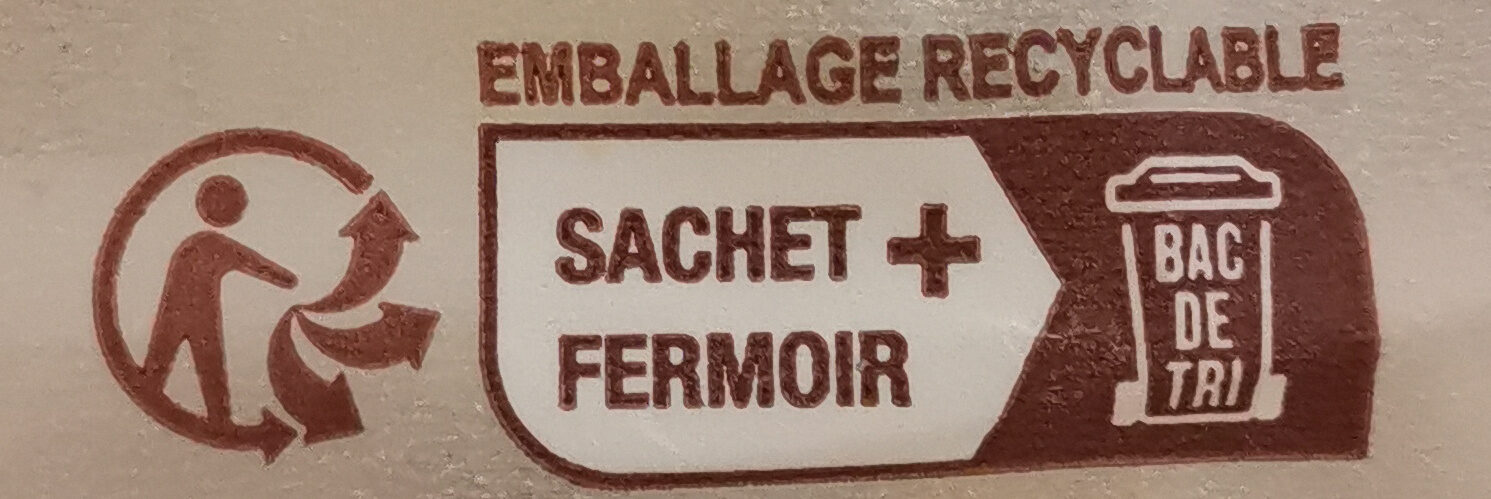 EMBALLAGE RECYCLABLE
SACHET +
FERMOIR
BAC
DE
TRI